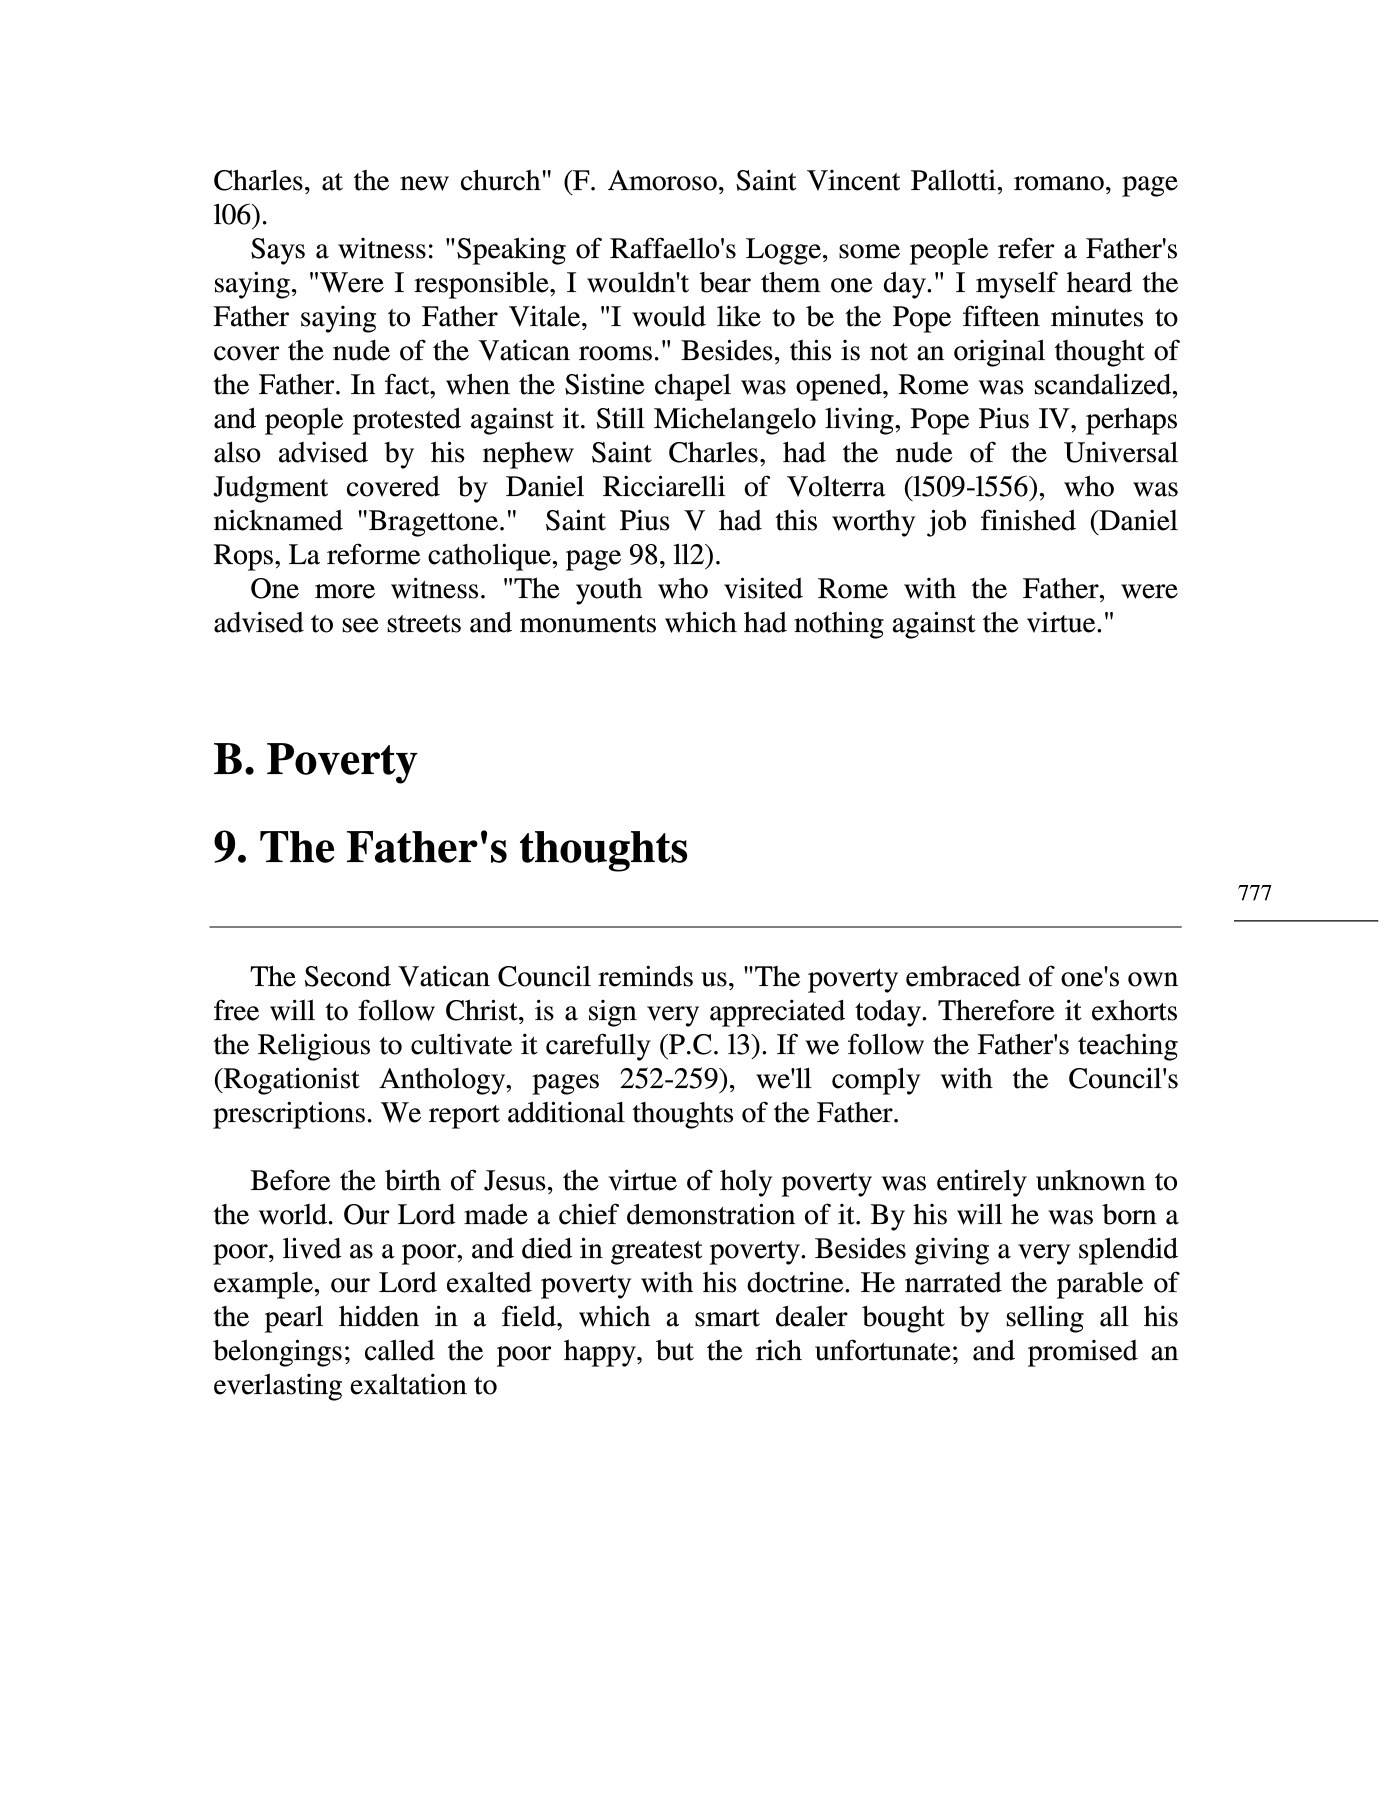 Charles, at the new church" (F. Amoroso, Saint Vincent Pallotti, romano, page
l06).
Says a witness: "Speaking of Raffaello's Logge, some people refer a Father's
saying, "Were I responsible, I wouldn't bear them one day." I myself heard the
Father saying to Father Vitale, "I would like to be the Pope fifteen minutes to
cover the nude of the Vatican rooms." Besides, this is not an original thought of
the Father. In fact, when the Sistine chapel was opened, Rome was scandalized,
and people protested against it. Still Michelangelo living, Pope Pius IV, perhaps
also advised by his nephew Saint Charles, had the nude of the Universal
Judgment covered by Daniel Ricciarelli of Volterra (l509-l556), who was
nicknamed "Bragettone."  Saint Pius V had this worthy job finished (Daniel
Rops, La reforme catholique, page 98, ll2).
One more witness. "The youth who visited Rome with the Father, were
advised to see streets and monuments which had nothing against the virtue."
B. Poverty
9. The Father's thoughts
777
The Second Vatican Council reminds us, "The poverty embraced of one's own
free will to follow Christ, is a sign very appreciated today. Therefore it exhorts
the Religious to cultivate it carefully (P.C. l3). If we follow the Father's teaching
(Rogationist Anthology, pages 252-259), we'll comply with the Council's
prescriptions. We report additional thoughts of the Father.
Before the birth of Jesus, the virtue of holy poverty was entirely unknown to
the world. Our Lord made a chief demonstration of it. By his will he was born a
poor, lived as a poor, and died in greatest poverty. Besides giving a very splendid
example, our Lord exalted poverty with his doctrine. He narrated the parable of
the pearl hidden in a field, which a smart dealer bought by selling all his
belongings; called the poor happy, but the rich unfortunate; and promised an
everlasting exaltation to